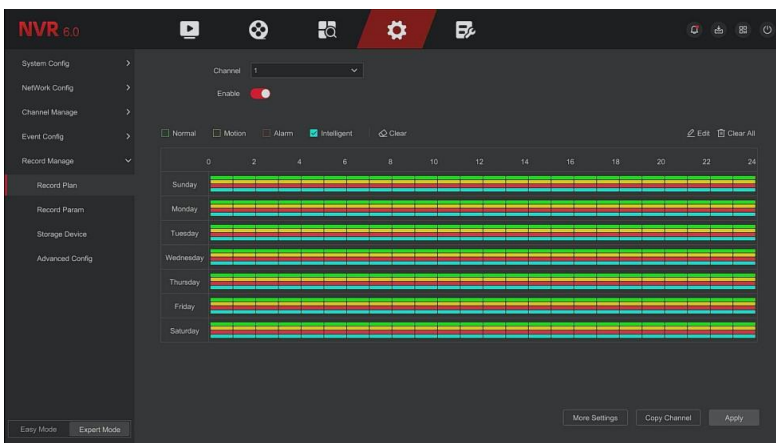 NVR 6.0
System Config
NetWork Config
Channel Manage
Event Config
Record Manage
Record Plan
Record Param
Storage Device
Advanced Config
Easy Mode Expert Mode
Channel 1
Enable
Normal Motion Alarm Intelligent Clear Edit Clear All
0 2 4 6 8 10 12 14 16 18 20 22 24
Sunday
Monday
Tuesday
Wednesday
Thursday
Friday
Saturday
More Settings Copy Channel Apply